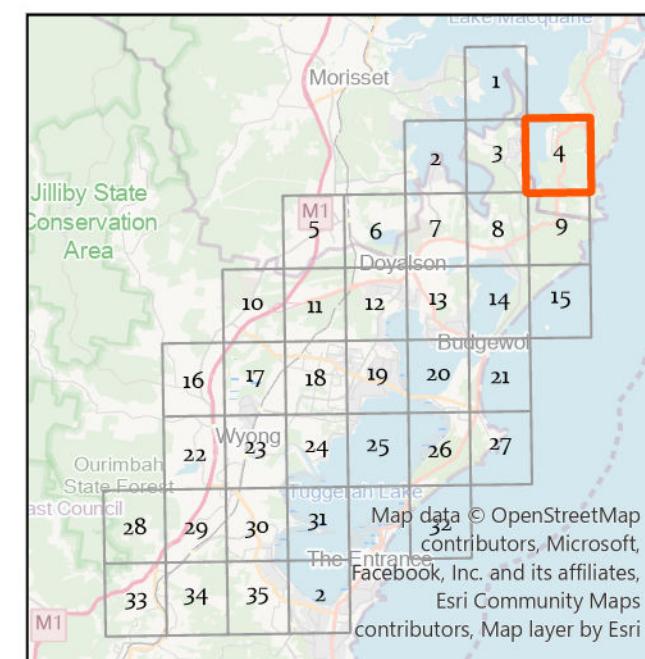 Lake Macquarie
Morisset
1
2
3
4
Jilliby State
Conservation
Area
M1
5
6
7
8
9
Doyalson
10
11
12
13
14
15
Budgewoi
16
17
18
19
20
21
Wyong
22
23
24
25
26
27
Ourimbah
State Forest
ast Council
Tuggerah Lake
28
29
30
31
32
The Entrance
33
34
35
2
M1
Map data © OpenStreetMap
contributors, Microsoft,
Facebook, Inc. and its affiliates,
Esri Community Maps
contributors, Map layer by Esri